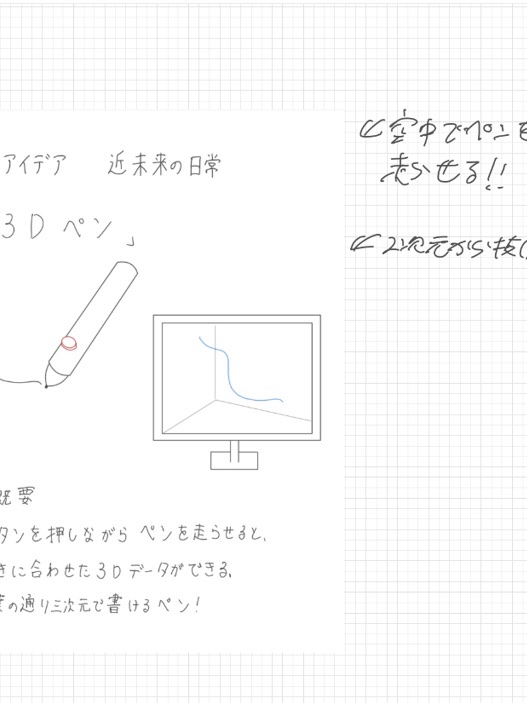 アイデア 近未来の日常
3D ペン」
概要
タンを押しながら ペンを走らせると、
きに合わせた3Dデータができる。
葉の通り三次元で書けるペン!
空中でペンを
走らせる!!
2次元から抜け